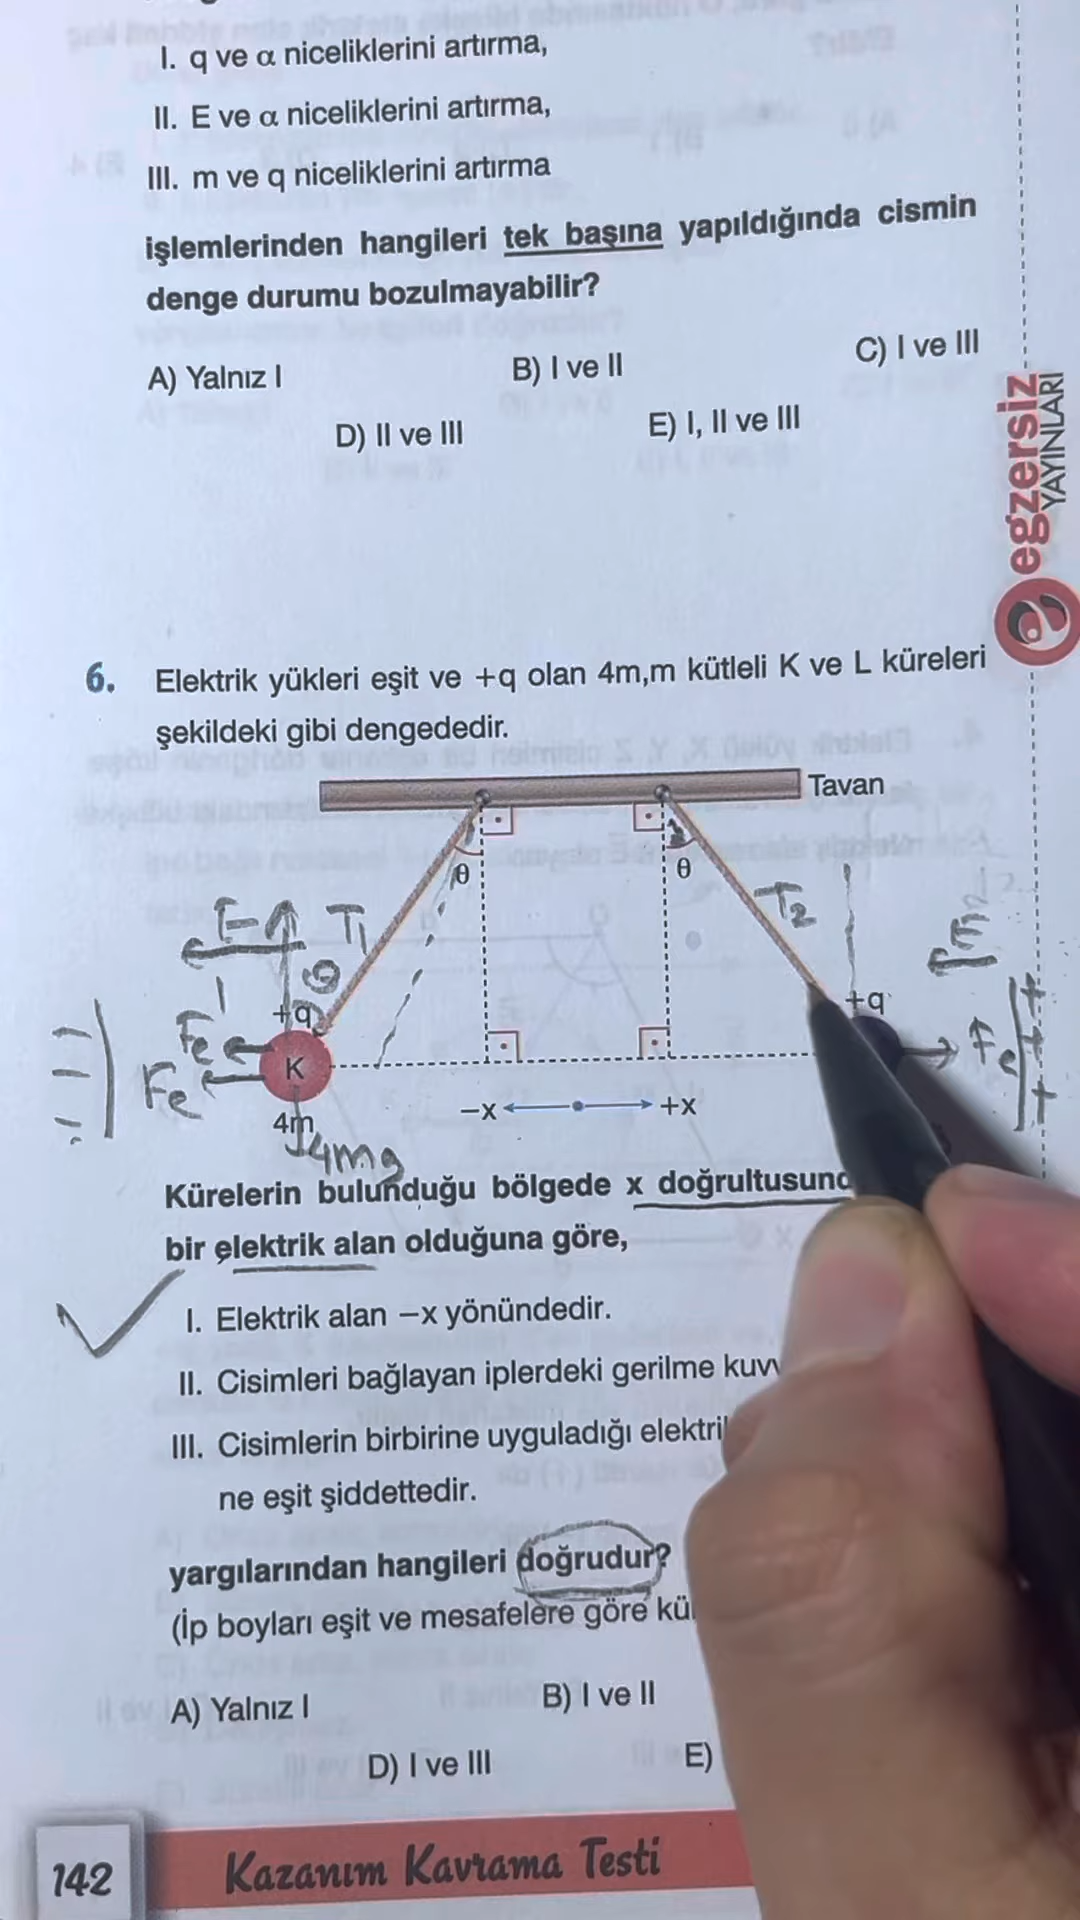 I. q ve α niceliklerini artırma,
II. E ve α niceliklerini artırma,
III. m ve q niceliklerini artırma
işlemlerinden hangileri tek başına yapıldığında cismin
denge durumu bozulmayabilir?
A) Yalnız I
B) I ve II
C) I ve III
D) II ve III
E) I, II ve III
egzersiz
YAYINLARI
6. Elektrik yükleri eşit ve +q olan 4m,m kütleli K ve L küreleri
şekildeki gibi dengededir.
Tavan
θ
θ
T1
T2
θ
+q
+q
Fe
Fe
Fe
K
4m
4mg
–x
+x
Kürelerin bulunduğu bölgede x doğrultusund
bir elektrik alan olduğuna göre,
I. Elektrik alan –x yönündedir.
II. Cisimleri bağlayan iplerdeki gerilme kuv
III. Cisimlerin birbirine uyguladığı elektri
ne eşit şiddettedir.
yargılarından hangileri doğrudur?
(İp boyları eşit ve mesafelere göre kü
A) Yalnız I
B) I ve II
D) I ve III
E)
142
Kazanım Kavrama Testi